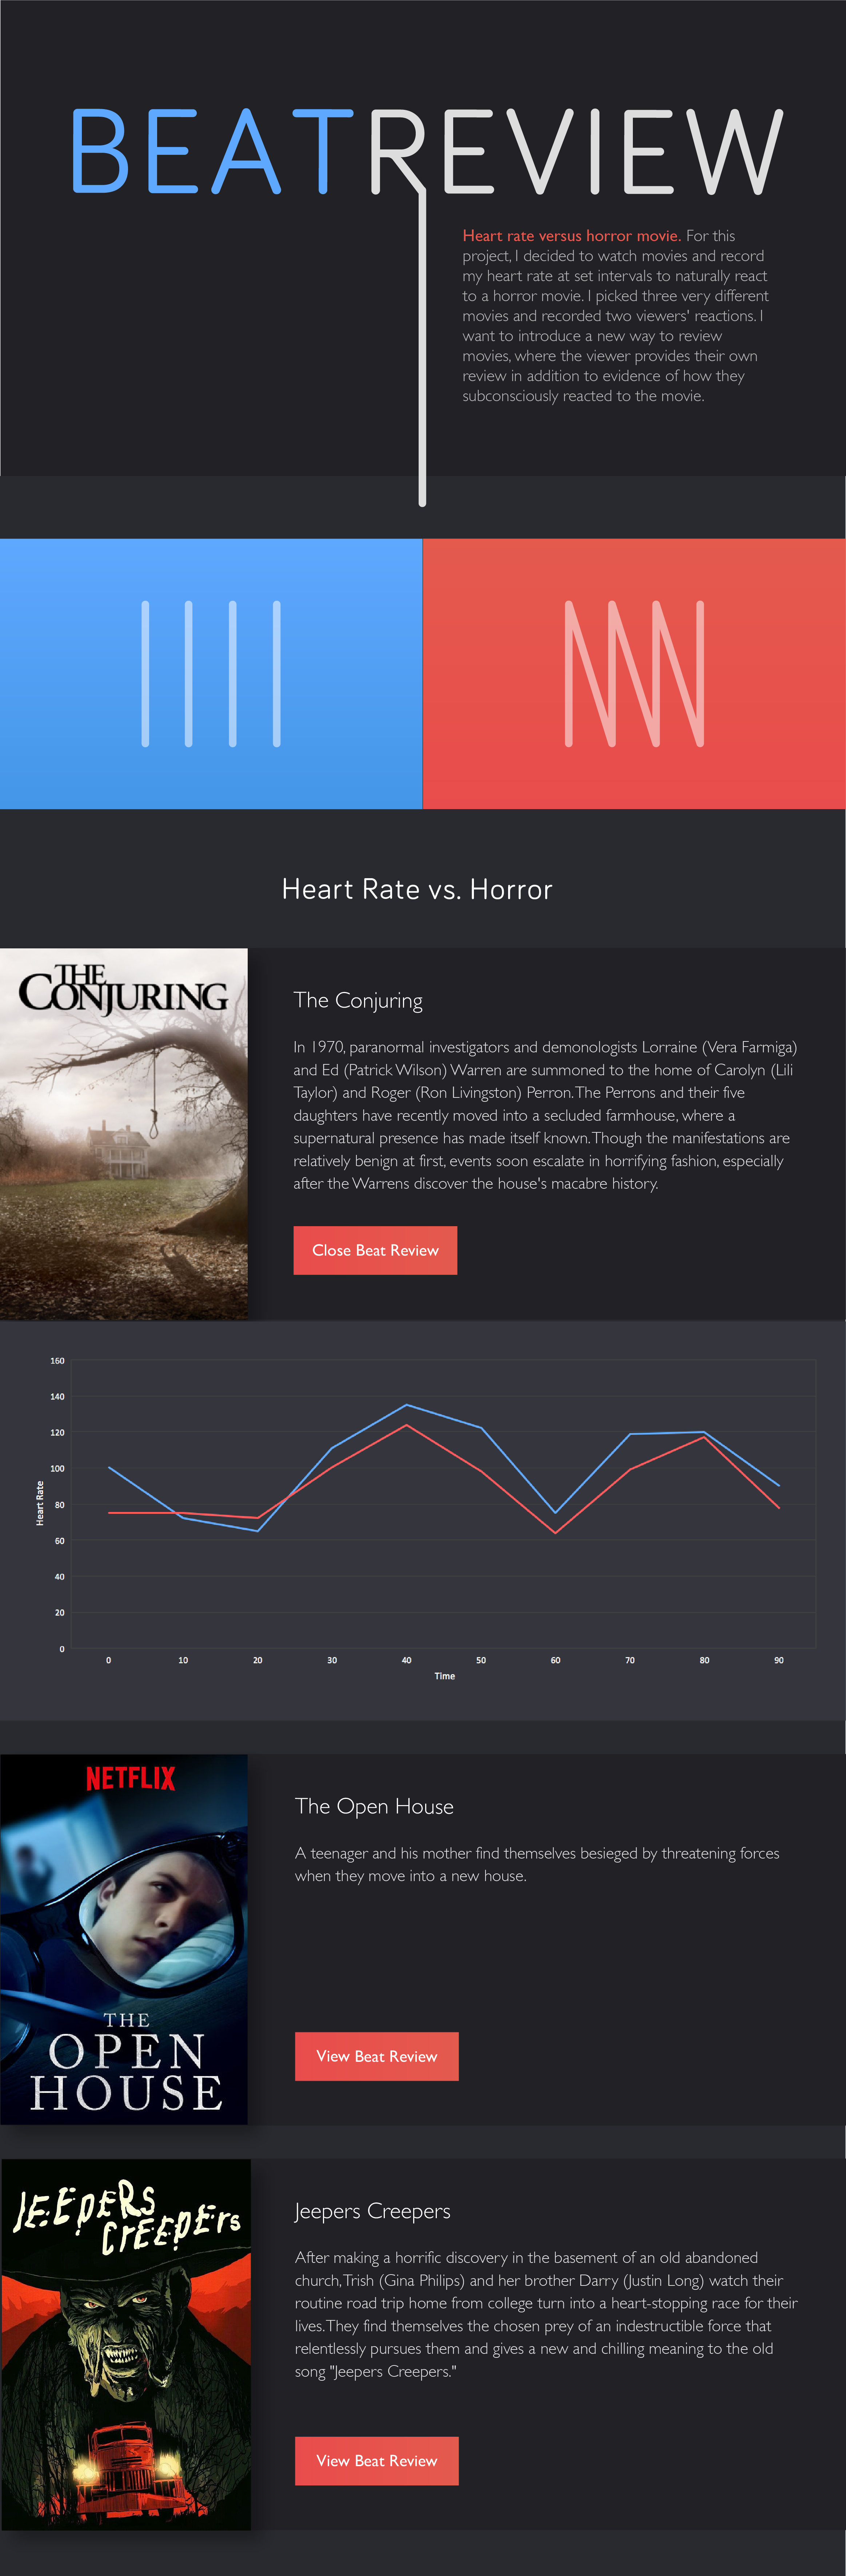 BEATREVIEW
Heart rate versus horror movie. For this
project, I decided to watch movies and record
my heart rate at set intervals to naturally react
to a horror movie. I picked three very different
movies and recorded two viewers' reactions. I
want to introduce a new way to review
movies, where the viewer provides their own
review in addition to evidence of how they
subconsciously reacted to the movie.
Heart Rate vs. Horror
THE
CONJURING
The Conjuring
In 1970, paranormal investigators and demonologists Lorraine (Vera Farmiga)
and Ed (Patrick Wilson) Warren are summoned to the home of Carolyn (Lili
Taylor) and Roger (Ron Livingston) Perron. The Perrons and their five
daughters have recently moved into a secluded farmhouse, where a
supernatural presence has made itself known. Though the manifestations are
relatively benign at first, events soon escalate in horrifying fashion, especially
after the Warrens discover the house's macabre history.
Close Beat Review
160
140
120
100
80
60
40
20
0
Heart Rate
0 10 20 30 40 50 60 70 80 90
Time
NETFLIX
THE
OPEN
HOUSE
The Open House
A teenager and his mother find themselves besieged by threatening forces
when they move into a new house.
View Beat Review
JEEPERS
CREEPERS
Jeepers Creepers
After making a horrific discovery in the basement of an old abandoned
church, Trish (Gina Philips) and her brother Darry (Justin Long) watch their
routine road trip home from college turn into a heart-stopping race for their
lives. They find themselves the chosen prey of an indestructible force that
relentlessly pursues them and gives a new and chilling meaning to the old
song "Jeepers Creepers."
View Beat Review